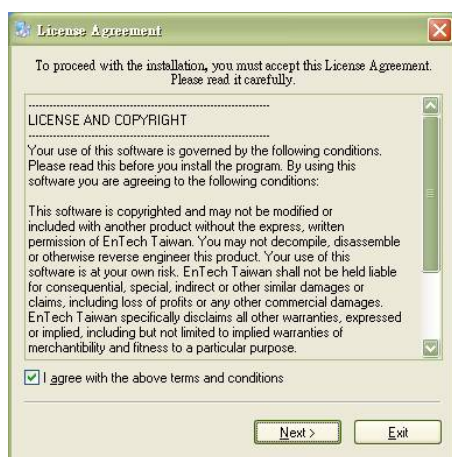 License Agreement
To proceed with the installation, you must accept this License Agreement.
Please read it carefully.
----------------------------------------------------------------
LICENSE AND COPYRIGHT
----------------------------------------------------------------
Your use of this software is governed by the following conditions.
Please read this before you install the program. By using this
software you are agreeing to the following conditions:
This software is copyrighted and may not be modified or
included with another product without the express, written
permission of EnTech Taiwan. You may not decompile, disassemble
or otherwise reverse engineer this product. Your use of this
software is at your own risk. EnTech Taiwan shall not be held liable
for consequential, special, indirect or other similar damages or
claims, including loss of profits or any other commercial damages.
EnTech Taiwan specifically disclaims all other warranties, expressed
or implied, including but not limited to implied warranties of
merchantibility and fitness to a particular purpose.
I agree with the above terms and conditions
Next >
Exit